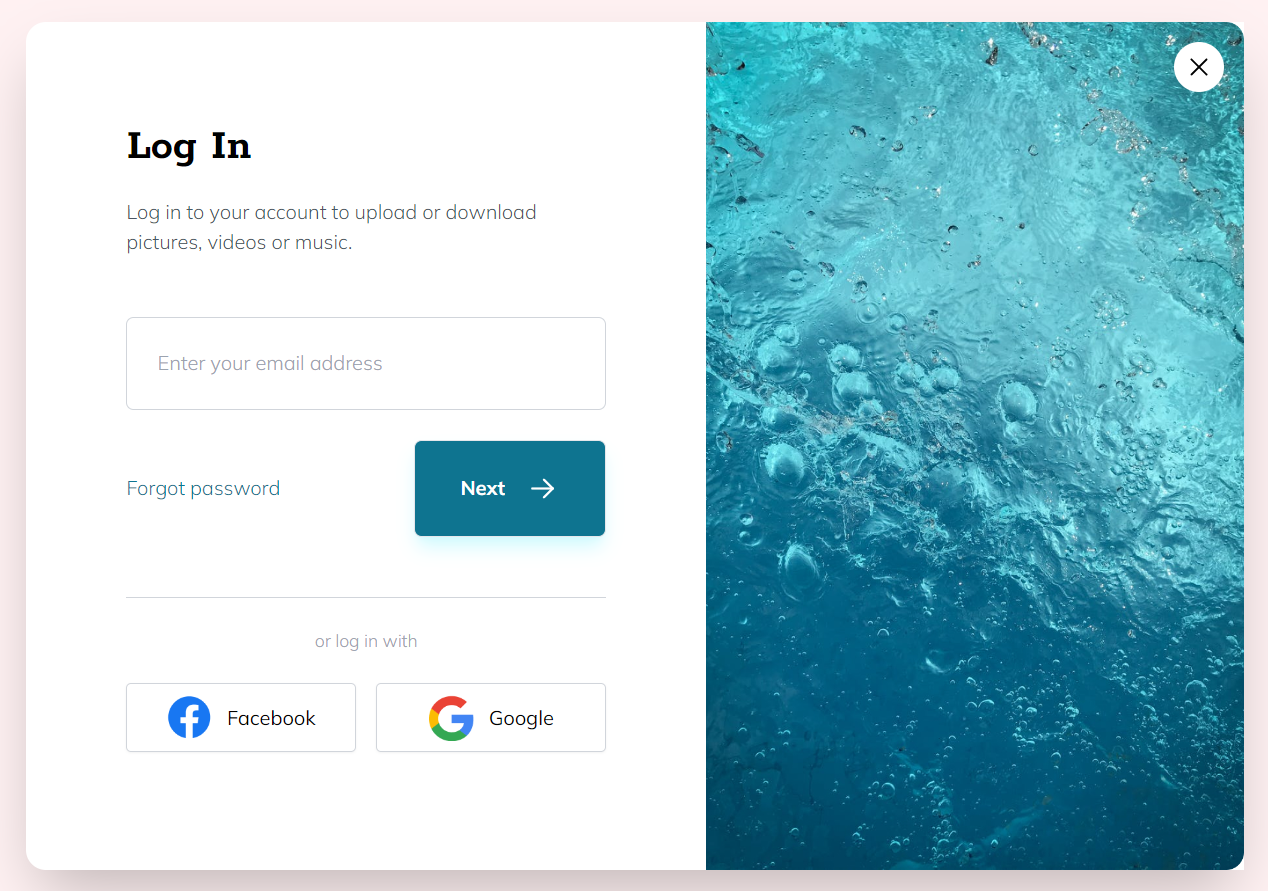 Log In
Log in to your account to upload or download
pictures, videos or music.
Enter your email address
Forgot password
Next
or log in with
Facebook
Google